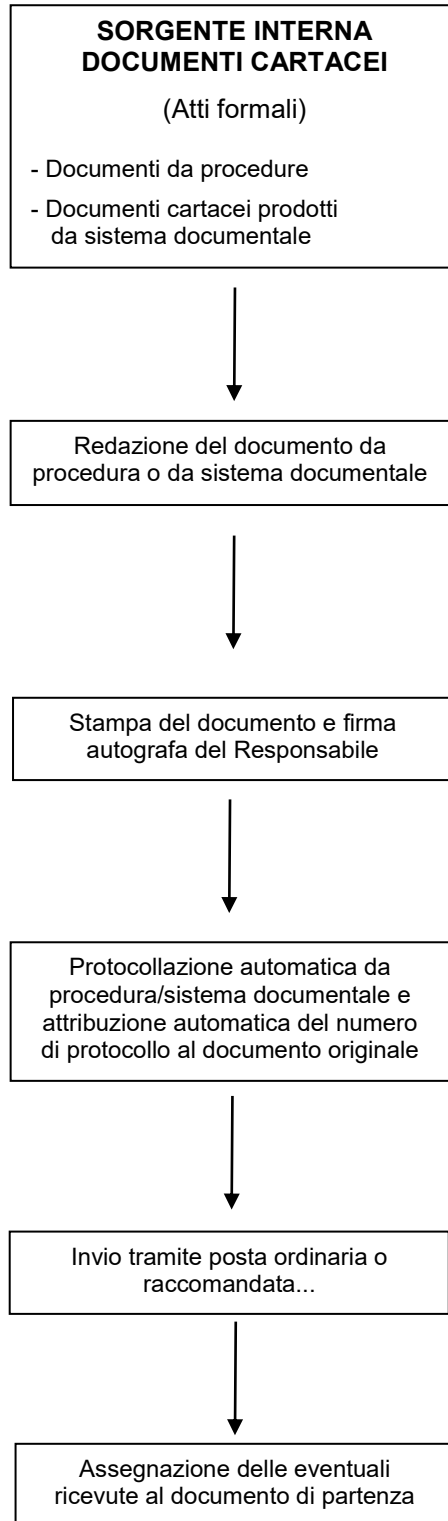 SORGENTE INTERNA
DOCUMENTI CARTACEI
(Atti formali)
- Documenti da procedure
- Documenti cartacei prodotti
da sistema documentale
Redazione del documento da
procedura o da sistema documentale
Stampa del documento e firma
autografa del Responsabile
Protocollazione automatica da
procedura/sistema documentale e
attribuzione automatica del numero
di protocollo al documento originale
Invio tramite posta ordinaria o
raccomandata...
Assegnazione delle eventuali
ricevute al documento di partenza